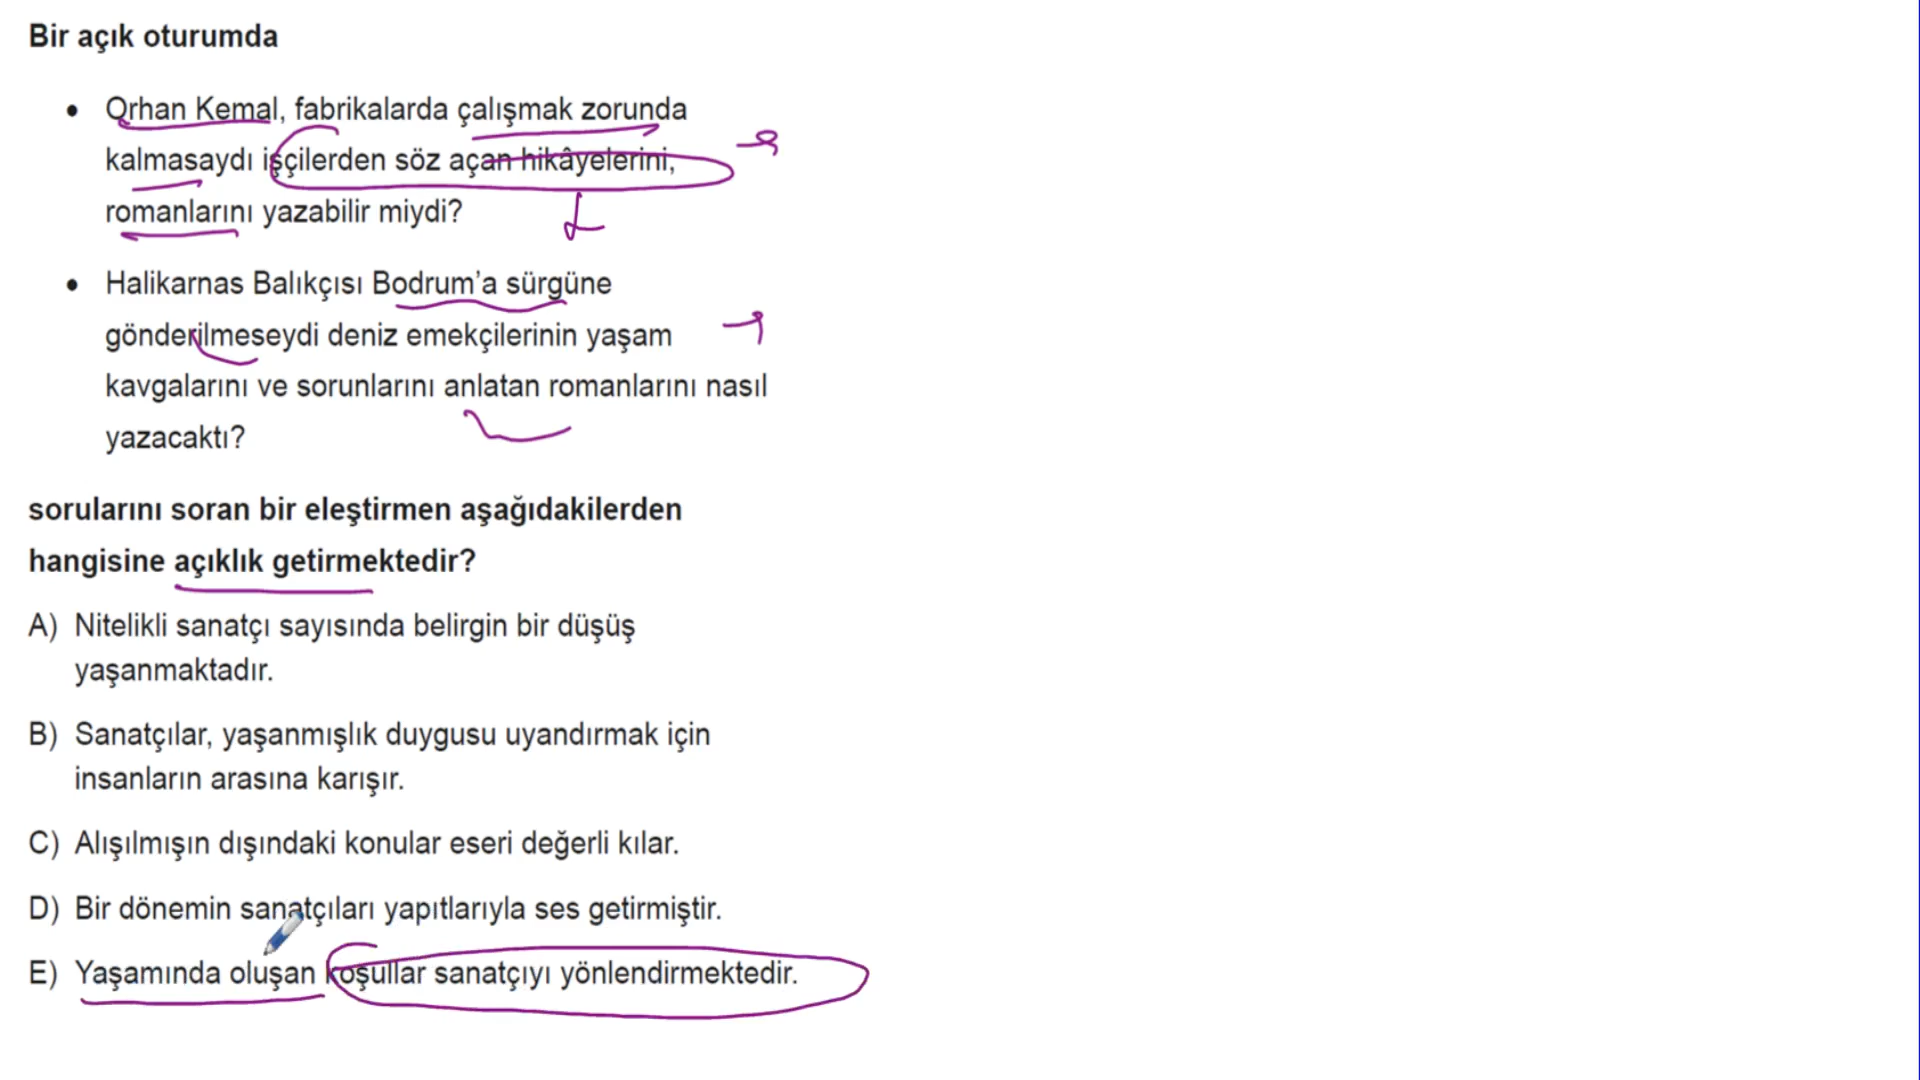 Bir açık oturumda
• Orhan Kemal, fabrikalarda çalışmak zorunda
kalmasaydı işçilerden söz açan hikâyelerini,
romanlarını yazabilir miydi?
• Halikarnas Balıkçısı Bodrum’a sürgüne
gönderilmeseydi deniz emekçilerinin yaşam
kavgalarını ve sorunlarını anlatan romanlarını nasıl
yazacaktı?
sorularını soran bir eleştirmen aşağıdakilerden
hangisine açıklık getirmektedir?
A) Nitelikli sanatçı sayısında belirgin bir düşüş
yaşanmaktadır.
B) Sanatçılar, yaşanmışlık duygusu uyandırmak için
insanların arasına karışır.
C) Alışılmışın dışındaki konular eseri değerli kılar.
D) Bir dönemin sanatçıları yapıtlarıyla ses getirmiştir.
E) Yaşamında oluşan koşullar sanatçıyı yönlendirmektedir.